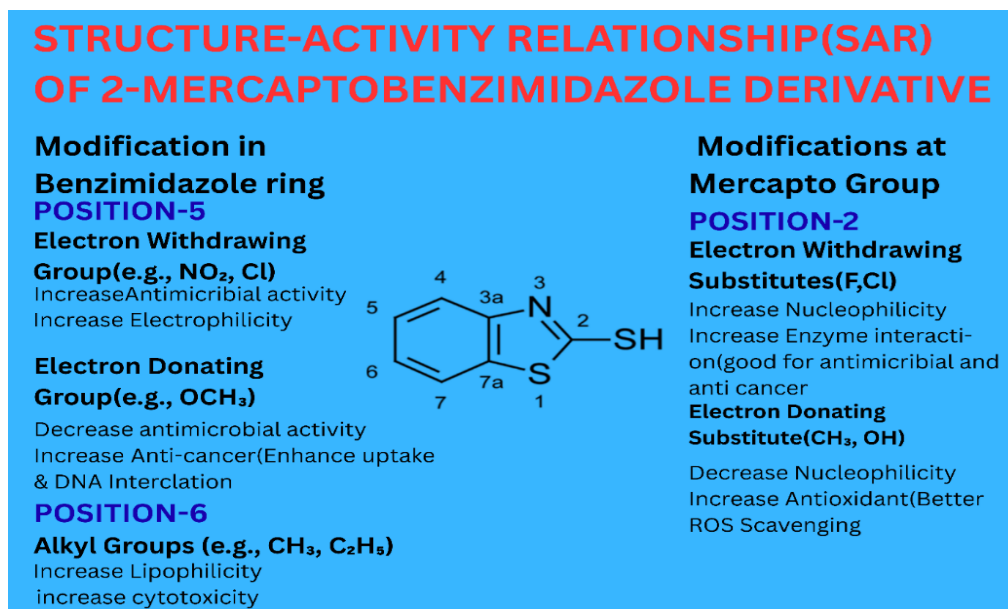 STRUCTURE-ACTIVITY RELATIONSHIP(SAR)
OF 2-MERCAPTOBENZIMIDAZOLE DERIVATIVE
Modification in
Benzimidazole ring
POSITION-5
Electron Withdrawing
Group(e.g., NO₂, Cl)
IncreaseAntimicribial activity
Increase Electrophilicity
Electron Donating
Group(e.g., OCH₃)
Decrease antimicrobial activity
Increase Anti-cancer(Enhance uptake
& DNA Interclation
POSITION-6
Alkyl Groups (e.g., CH₃, C₂H₅)
Increase Lipophilicity
increase cytotoxicity
4
3a
3
N
5
2
SH
6
7a
S
7
1
Modifications at
Mercapto Group
POSITION-2
Electron Withdrawing
Substitutes(F,Cl)
Increase Nucleophilicity
Increase Enzyme interacti-
on(good for antimicribial and
anti cancer
Electron Donating
Substitute(CH₃, OH)
Decrease Nucleophilicity
Increase Antioxidant(Better
ROS Scavenging